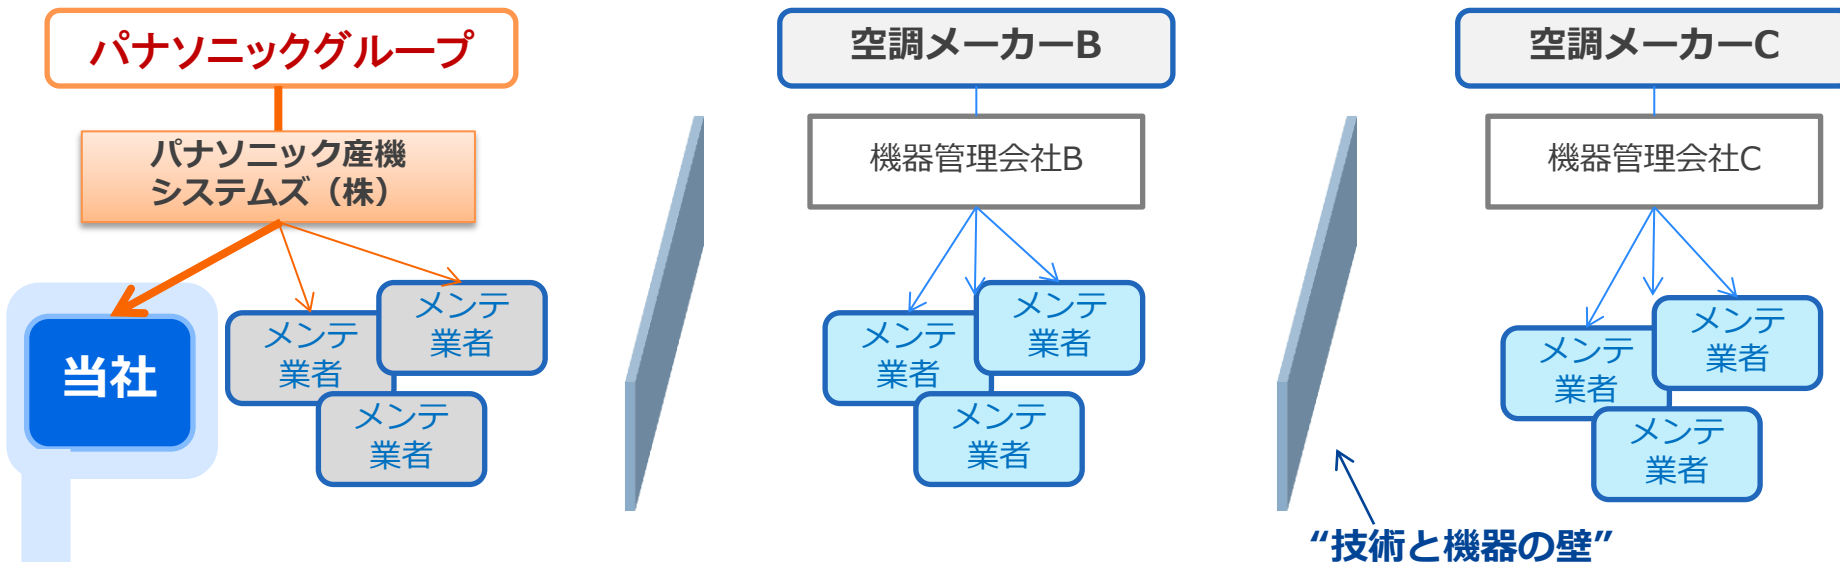 パナソニックグループ
パナソニック産機
システムズ（株）
当社
メンテ
業者
メンテ
業者
メンテ
業者
空調メーカーB
機器管理会社B
メンテ
業者
メンテ
業者
メンテ
業者
空調メーカーC
機器管理会社C
メンテ
業者
メンテ
業者
メンテ
業者
“技術と機器の壁”